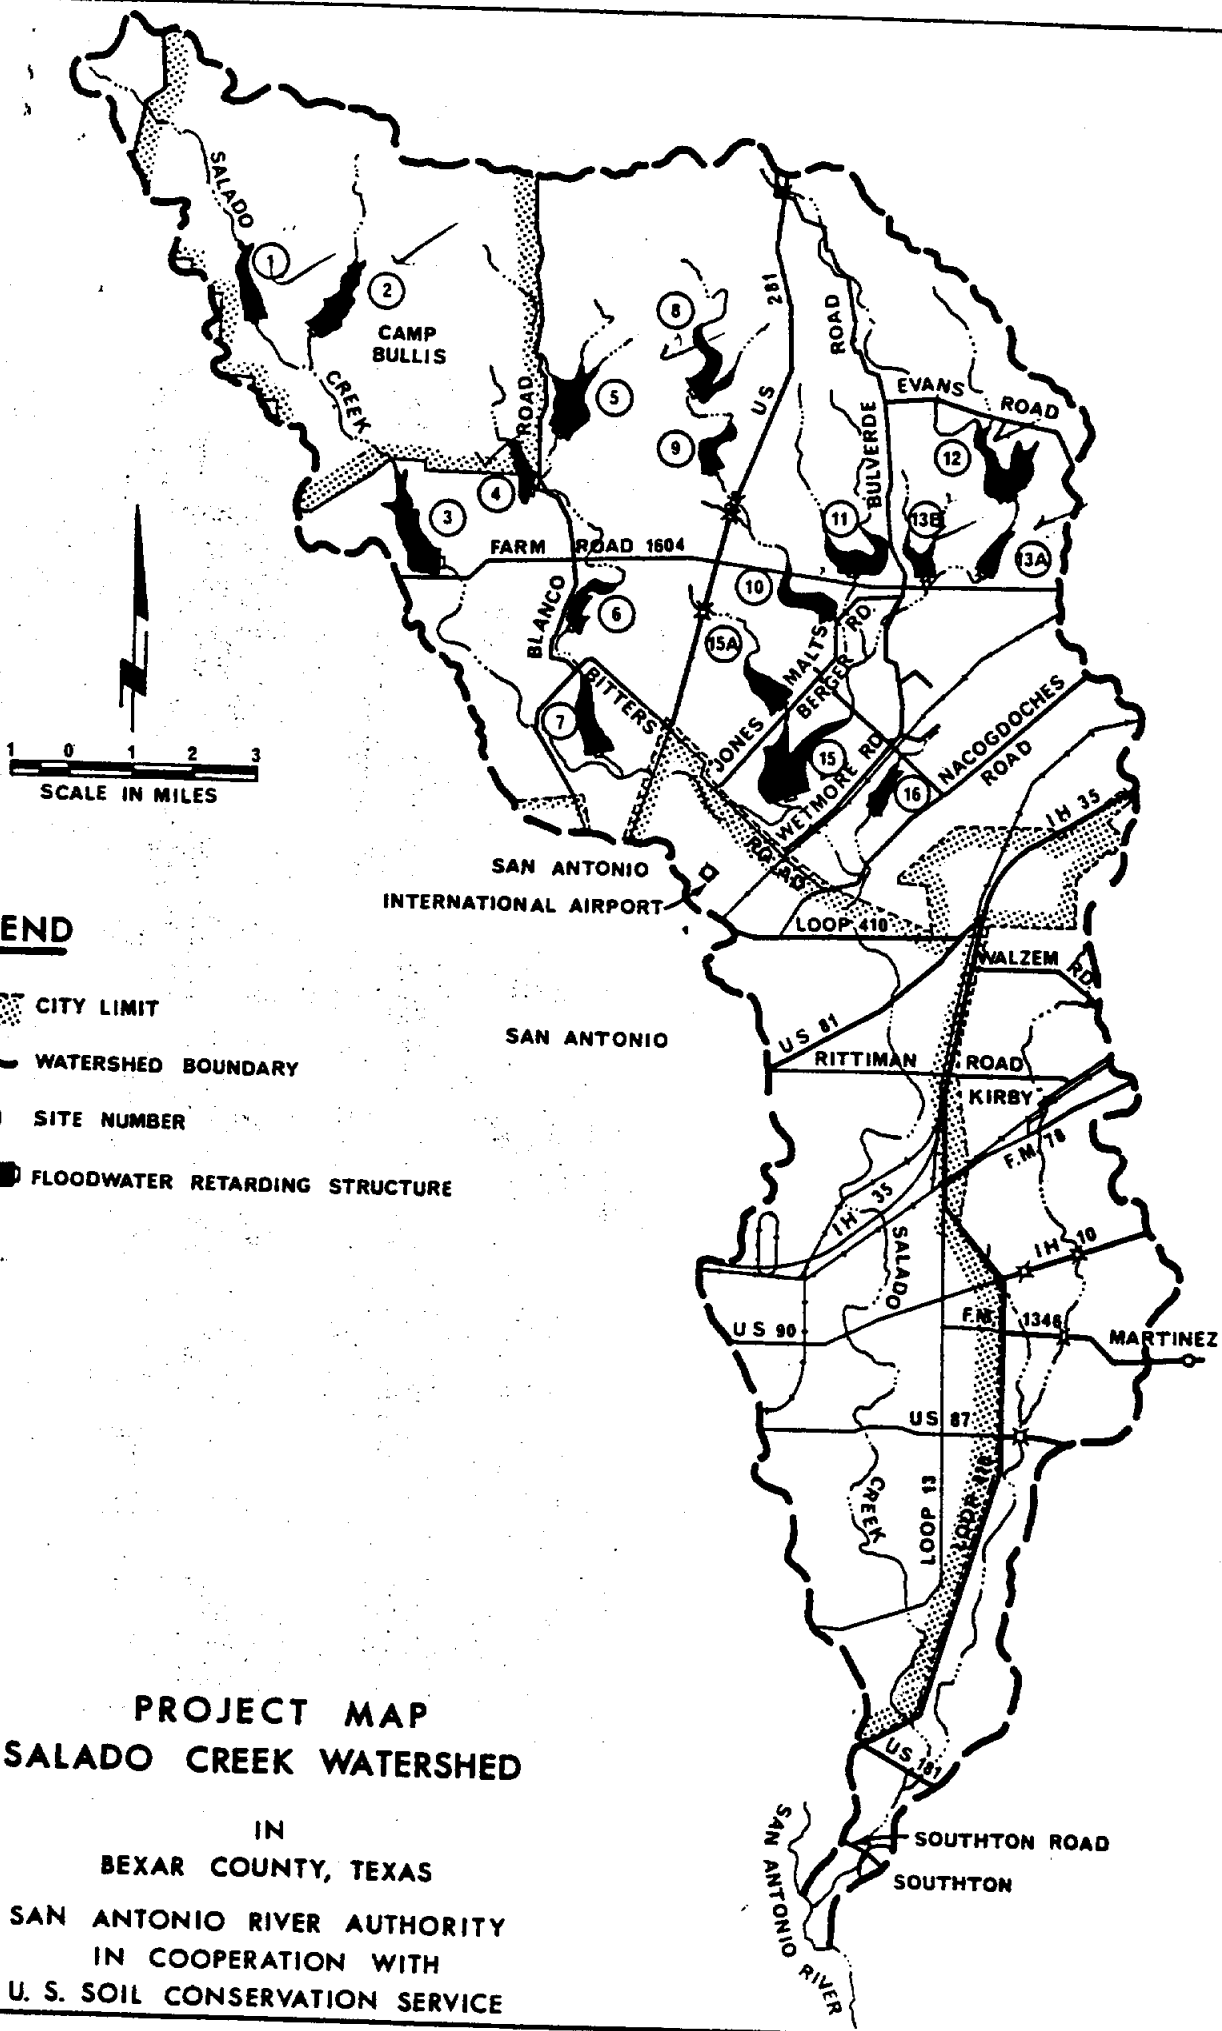 SALADO
1
2
CAMP
BULLIS
CREEK
ROAD
5
8
9
US
281
ROAD
BULVERDE
EVANS ROAD
12
4
3
11
13B
13A
FARM ROAD 1604
10
BLANCO
6
15A
JONES MALTS
BERGER RD.
BITTERS
ROAD
7
15
WETMORE RD.
16
NACOGDOCHES
ROAD
IH 35
1 0 1 2 3
SCALE IN MILES
SAN ANTONIO
INTERNATIONAL AIRPORT
LOOP 410
WALZEM RD.
END
CITY LIMIT
WATERSHED BOUNDARY
SITE NUMBER
FLOODWATER RETARDING STRUCTURE
SAN ANTONIO
US 81
RITTIMAN ROAD
KIRBY
F.M. 78
IH 35
SALADO
IH 10
US 90
F.M. 1346
MARTINEZ
US 87
CREEK
LOOP 13
LOOP
US 181
SOUTHTON ROAD
SOUTHTON
SAN ANTONIO RIVER
PROJECT MAP
SALADO CREEK WATERSHED
IN
BEXAR COUNTY, TEXAS
SAN ANTONIO RIVER AUTHORITY
IN COOPERATION WITH
U. S. SOIL CONSERVATION SERVICE